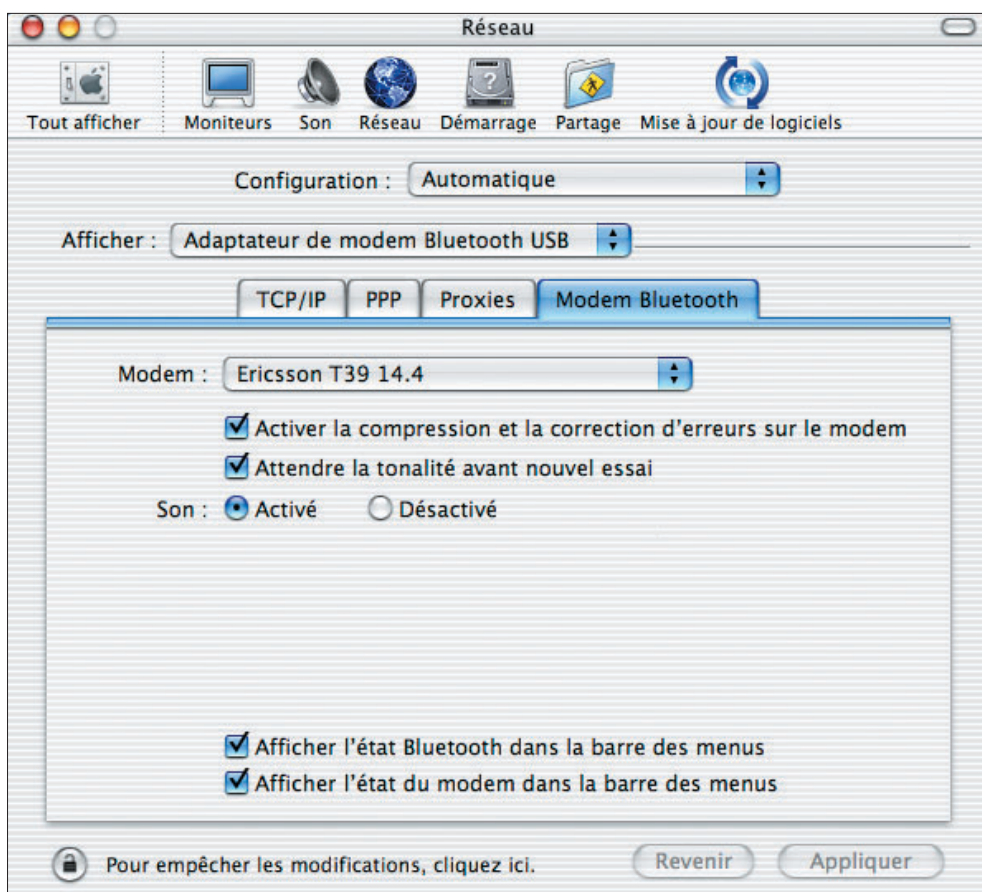 Réseau
Tout afficher Moniteurs Son Réseau Démarrage Partage Mise à jour de logiciels
Configuration : Automatique
Afficher : Adaptateur de modem Bluetooth USB
TCP/IP PPP Proxies Modem Bluetooth
Modem : Ericsson T39 14.4
Activer la compression et la correction d'erreurs sur le modem
Attendre la tonalité avant nouvel essai
Son : Activé Désactivé
Afficher l'état Bluetooth dans la barre des menus
Afficher l'état du modem dans la barre des menus
Pour empêcher les modifications, cliquez ici. Revenir Appliquer